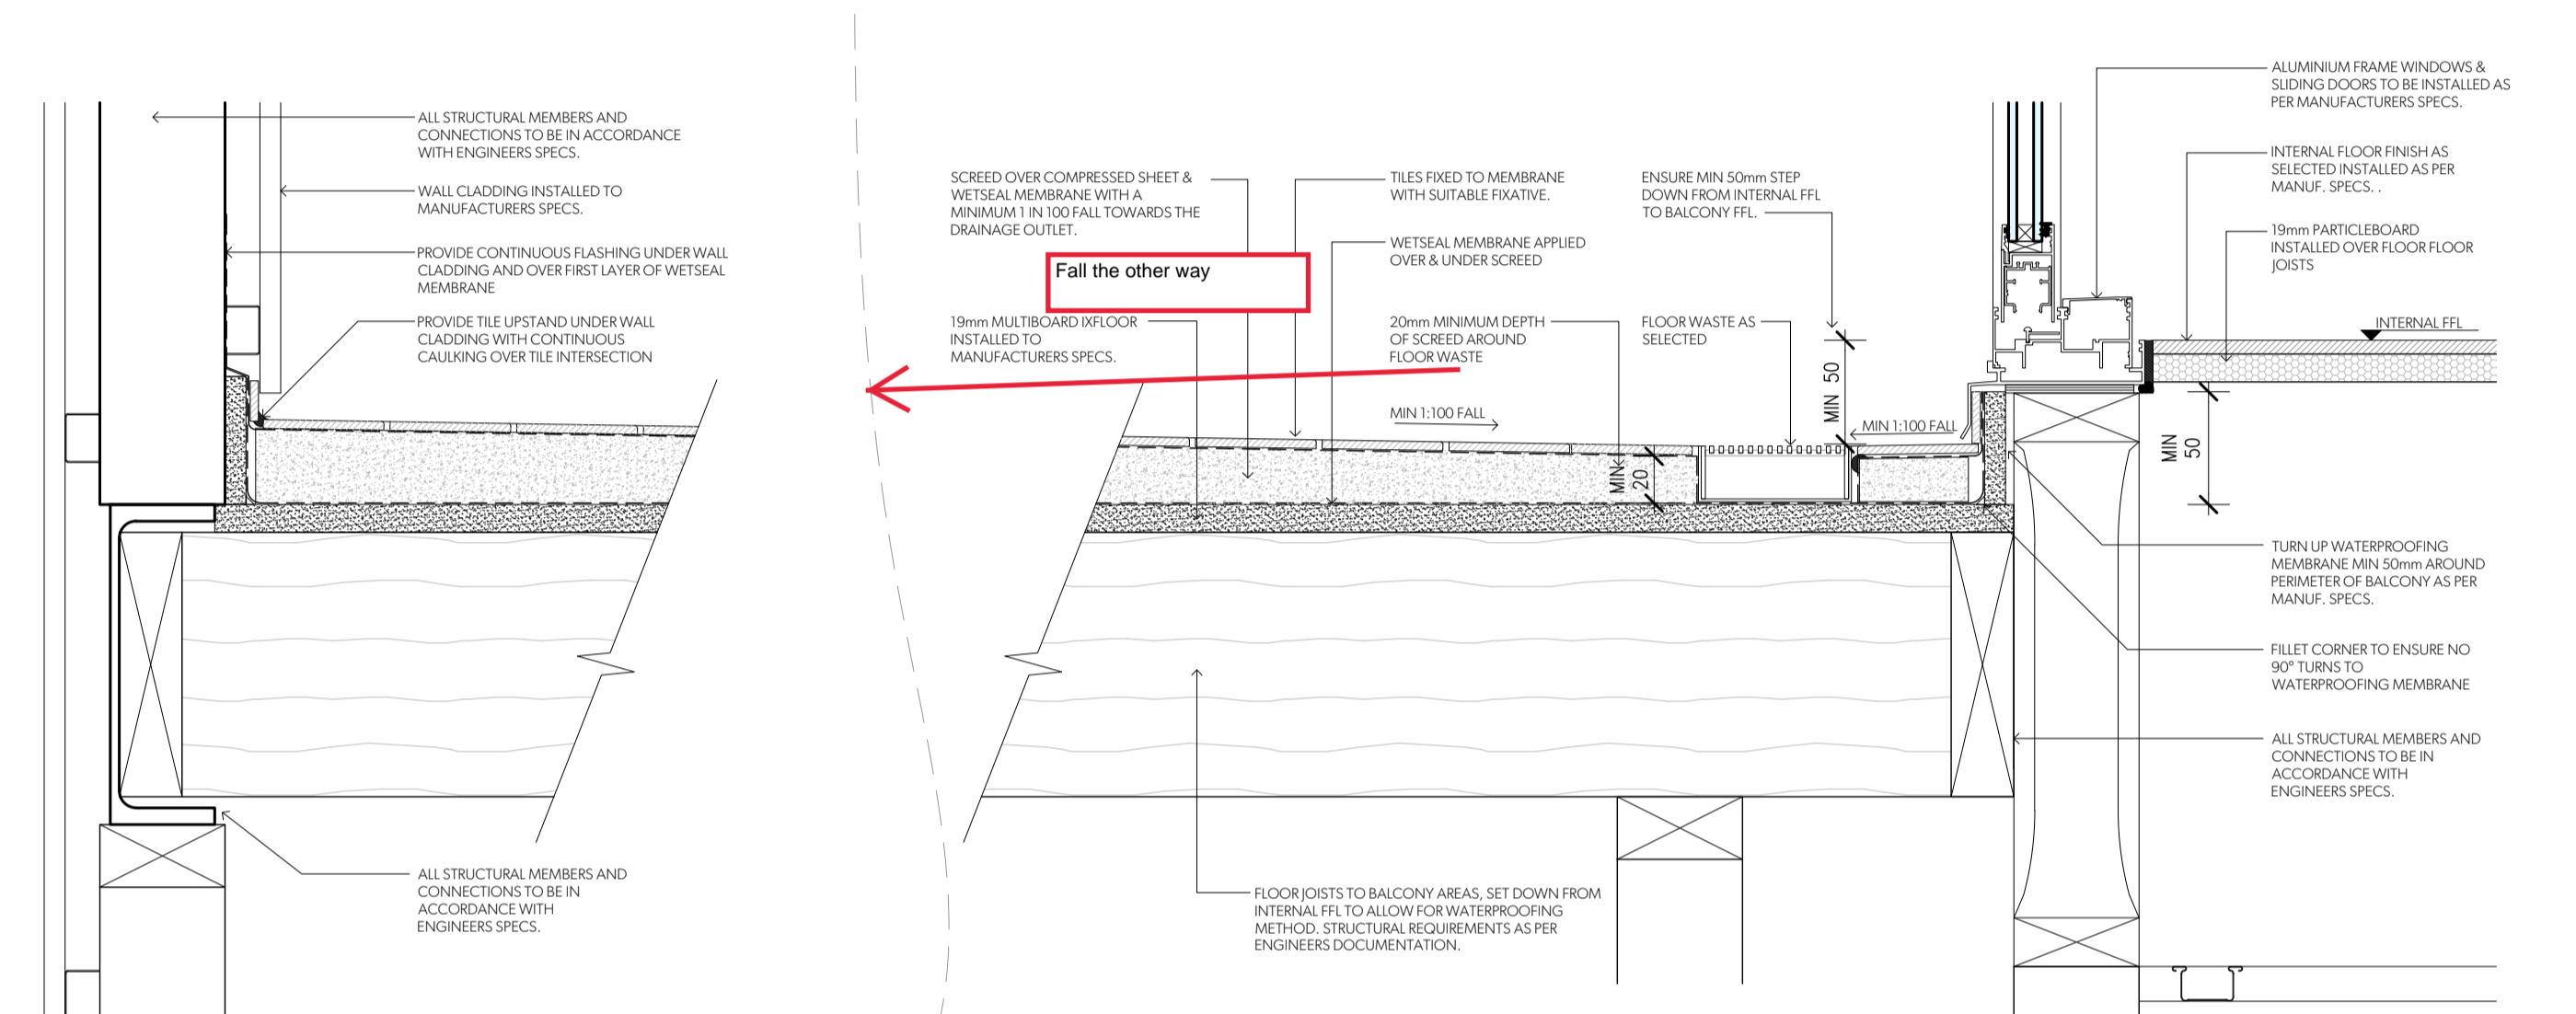 ALL STRUCTURAL MEMBERS AND
CONNECTIONS TO BE IN ACCORDANCE
WITH ENGINEERS SPECS.
WALL CLADDING INSTALLED TO
MANUFACTURERS SPECS.
PROVIDE CONTINUOUS FLASHING UNDER WALL
CLADDING AND OVER FIRST LAYER OF WETSEAL
MEMBRANE
PROVIDE TILE UPSTAND UNDER WALL
CLADDING WITH CONTINUOUS
CAULKING OVER TILE INTERSECTION
ALL STRUCTURAL MEMBERS AND
CONNECTIONS TO BE IN
ACCORDANCE WITH
ENGINEERS SPECS.
SCREED OVER COMPRESSED SHEET &
WETSEAL MEMBRANE WITH A
MINIMUM 1 IN 100 FALL TOWARDS THE
DRAINAGE OUTLET.
Fall the other way
19mm MULTIBOARD IXFLOOR
INSTALLED TO
MANUFACTURERS SPECS.
TILES FIXED TO MEMBRANE
WITH SUITABLE FIXATIVE.
WETSEAL MEMBRANE APPLIED
OVER & UNDER SCREED
20mm MINIMUM DEPTH
OF SCREED AROUND
FLOOR WASTE
MIN 1:100 FALL
MIN
20
ENSURE MIN 50mm STEP
DOWN FROM INTERNAL FFL
TO BALCONY FFL.
FLOOR WASTE AS
SELECTED
MIN 50
MIN 1:100 FALL
FLOOR JOISTS TO BALCONY AREAS, SET DOWN FROM
INTERNAL FFL TO ALLOW FOR WATERPROOFING
METHOD. STRUCTURAL REQUIREMENTS AS PER
ENGINEERS DOCUMENTATION.
ALUMINIUM FRAME WINDOWS &
SLIDING DOORS TO BE INSTALLED AS
PER MANUFACTURERS SPECS.
INTERNAL FLOOR FINISH AS
SELECTED INSTALLED AS PER
MANUF. SPECS. .
19mm PARTICLEBOARD
INSTALLED OVER FLOOR FLOOR
JOISTS
INTERNAL FFL
MIN
50
TURN UP WATERPROOFING
MEMBRANE MIN 50mm AROUND
PERIMETER OF BALCONY AS PER
MANUF. SPECS.
FILLET CORNER TO ENSURE NO
90° TURNS TO
WATERPROOFING MEMBRANE
ALL STRUCTURAL MEMBERS AND
CONNECTIONS TO BE IN
ACCORDANCE WITH
ENGINEERS SPECS.